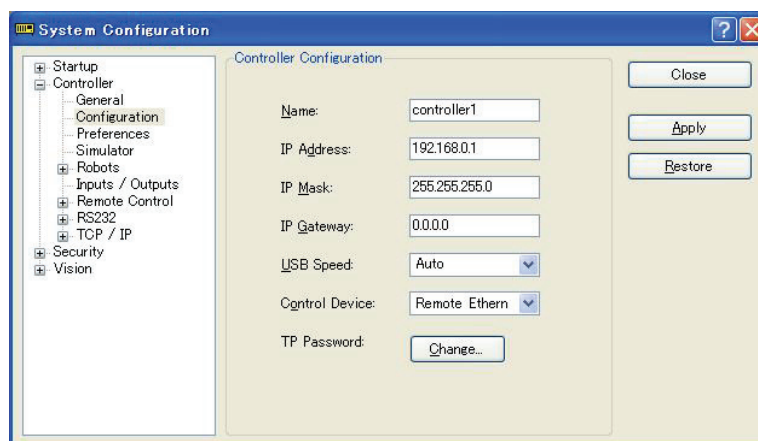 System Configuration
Startup
Controller
General
Configuration
Preferences
Simulator
Robots
Inputs / Outputs
Remote Control
RS232
TCP / IP
Security
Vision
Controller Configuration
Name: controller1
IP Address: 192.168.0.1
IP Mask: 255.255.255.0
IP Gateway: 0.0.0.0
USB Speed: Auto
Control Device: Remote Ethern
TP Password: Change...
Close
Apply
Restore